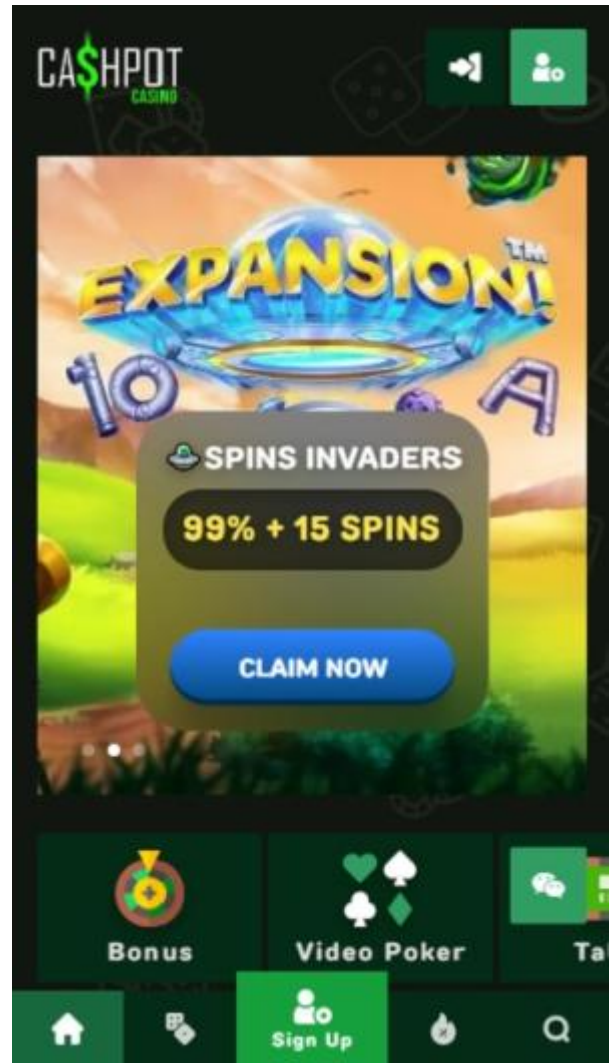 CA$HPOT
CASINO
EXPANSION!™
10
A
SPINS INVADERS
99% + 15 SPINS
CLAIM NOW
Bonus
Video Poker
Ta
Sign Up